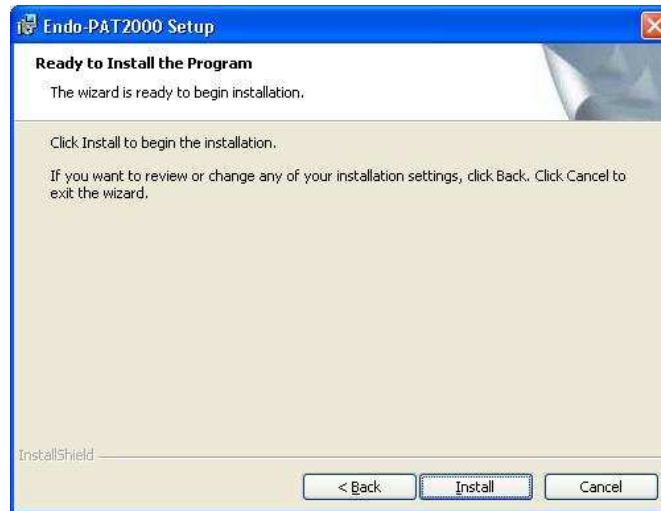 Endo-PAT2000 Setup
Ready to Install the Program
The wizard is ready to begin installation.
Click Install to begin the installation.
If you want to review or change any of your installation settings, click Back. Click Cancel to
exit the wizard.
InstallShield
< Back Install Cancel